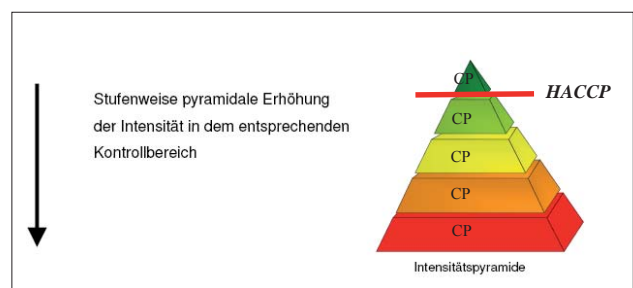 Stufenweise pyramidale Erhöhung
der Intensität in dem entsprechenden
Kontrollbereich
CP
HACCP
CP
CP
CP
CP
Intensitätspyramide